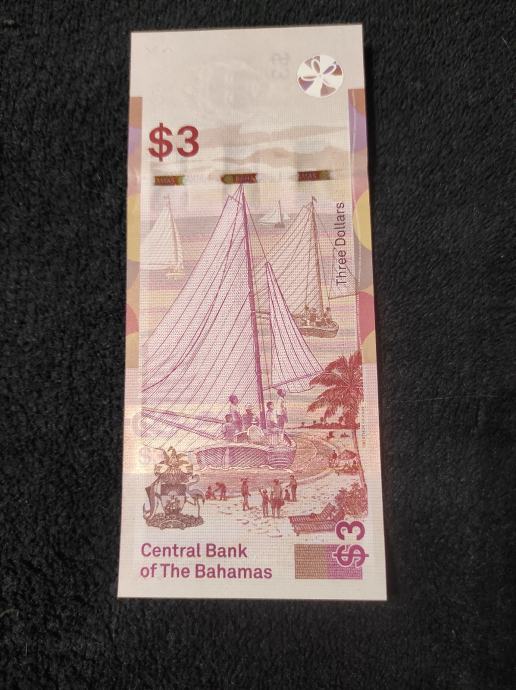 $3
Three Dollars
Central Bank
of The Bahamas
$3